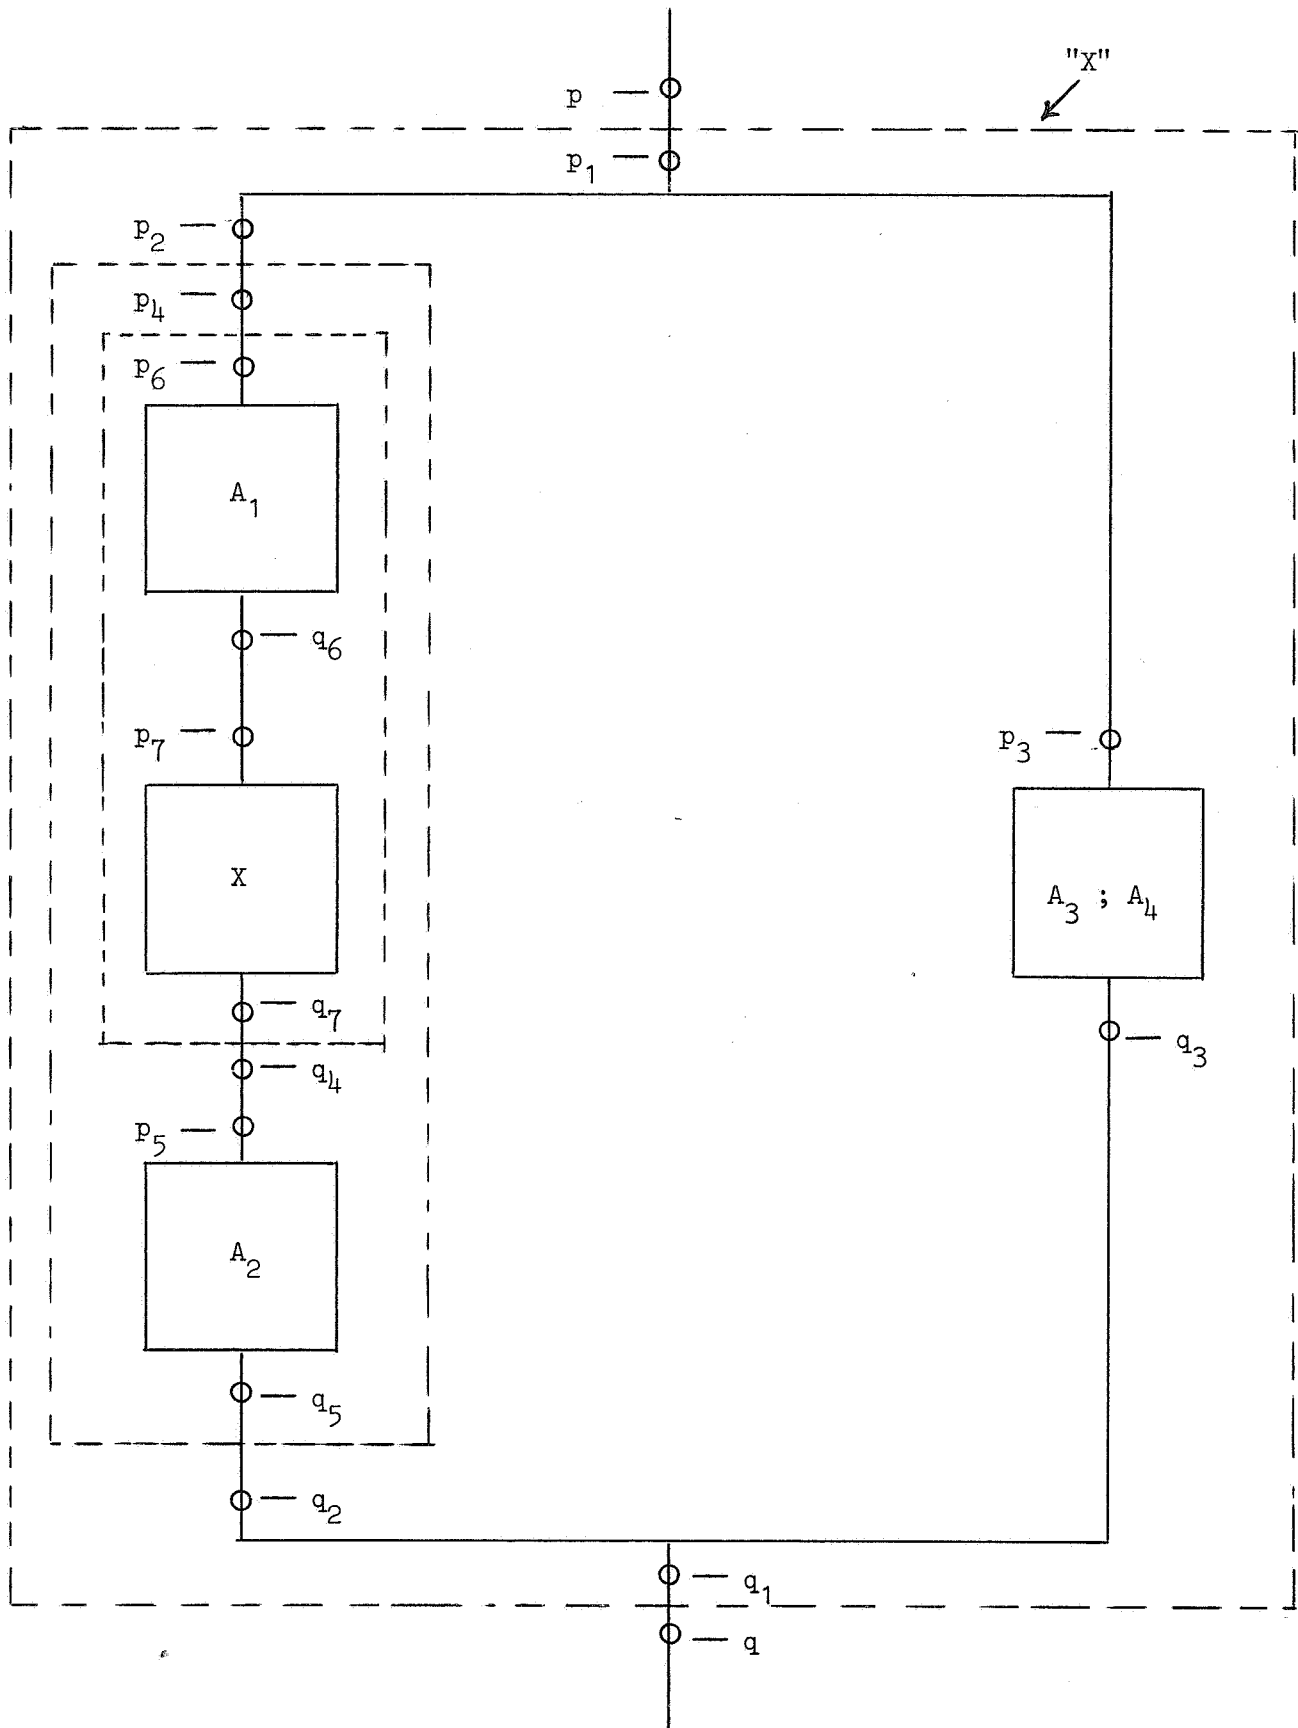 "X"
p
p₁
p₂
p₄
p₆
A₁
q₆
p₇
p₃
X
A₃ ; A₄
q₇
q₃
q₄
p₅
A₂
q₅
q₂
q₁
q